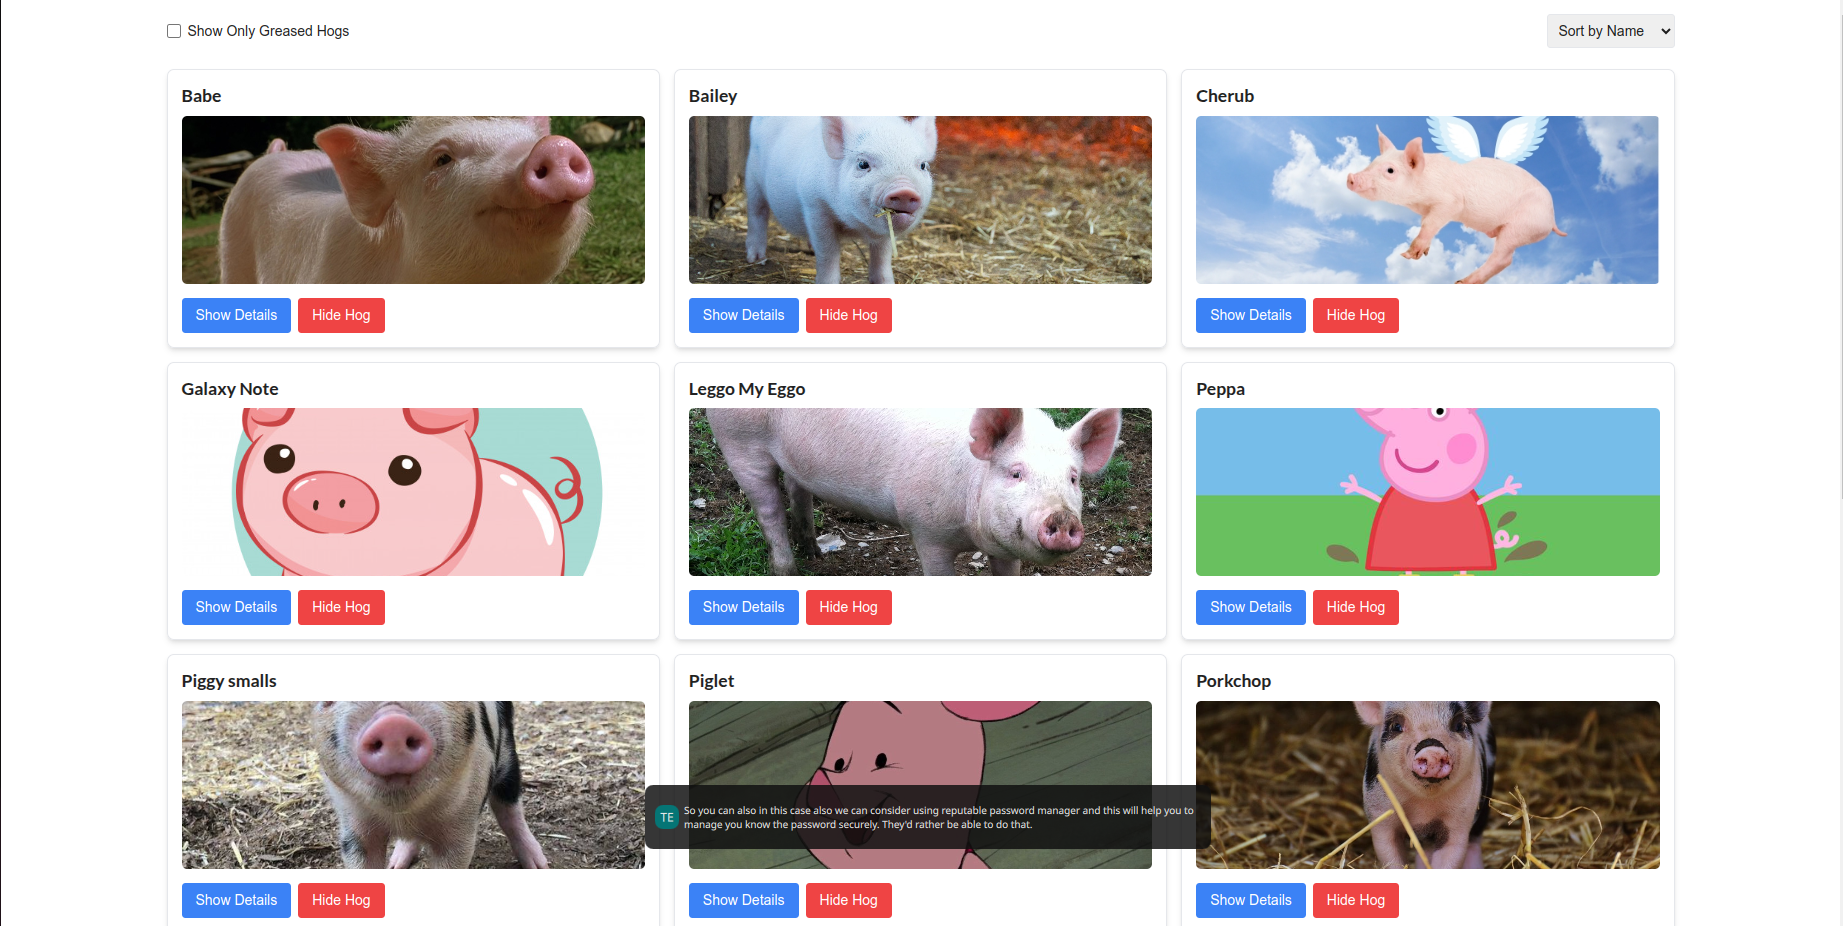 Show Only Greased Hogs
Sort by Name
Babe
Bailey
Cherub
Show Details
Hide Hog
Show Details
Hide Hog
Show Details
Hide Hog
Galaxy Note
Leggo My Eggo
Peppa
Show Details
Hide Hog
Show Details
Hide Hog
Show Details
Hide Hog
Piggy smalls
Piglet
Porkchop
TE
So you can also in this case also we can consider using reputable password manager and this will help you to
manage you know the password securely. They'd rather be able to do that.
Show Details
Hide Hog
Show Details
Hide Hog
Show Details
Hide Hog